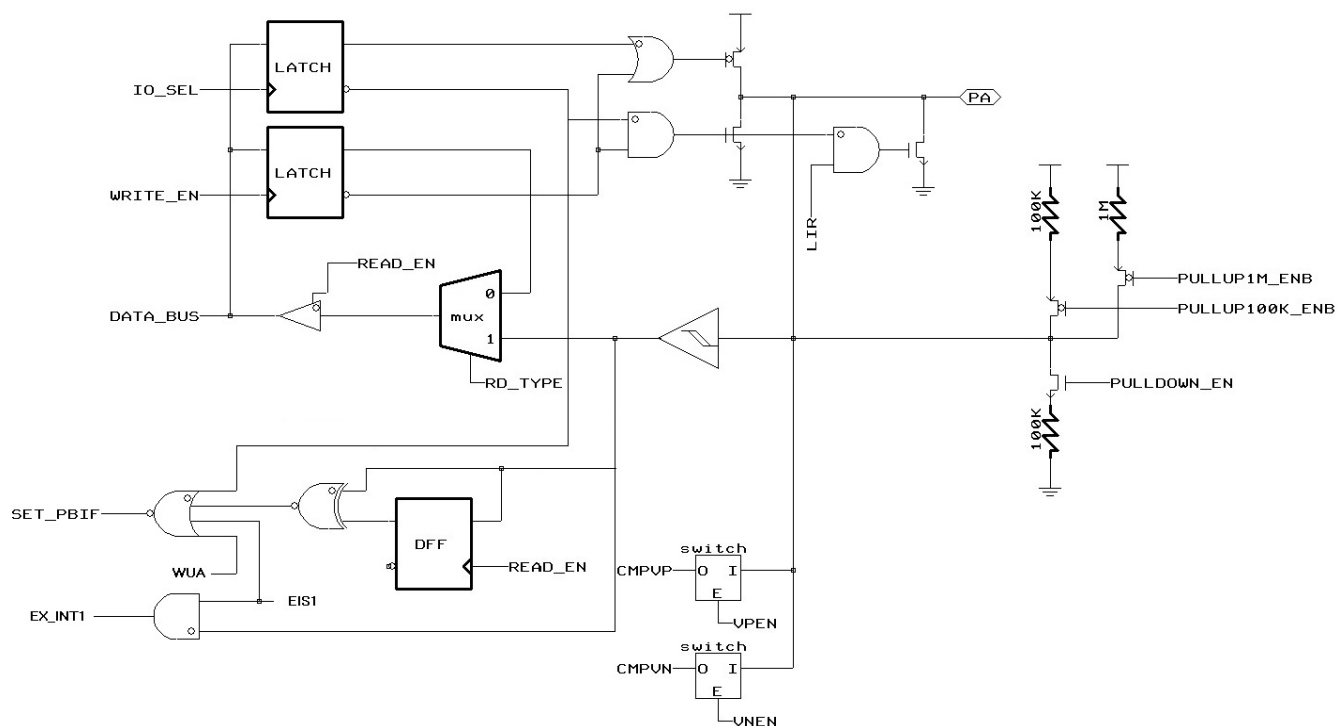 LATCH
IO_SEL
PA
LATCH
WRITE_EN
LIR
100K
1M
READ_EN
PULLUP1M_ENB
0
DATA_BUS
mux
PULLUP100K_ENB
1
RD_TYPE
PULLDOWN_EN
100K
SET_PBIF
DFF
READ_EN
switch
WUA
CMPVP
O I
E
EIS1
EX_INT1
VPEN
switch
CMPVN
O I
E
VNEN